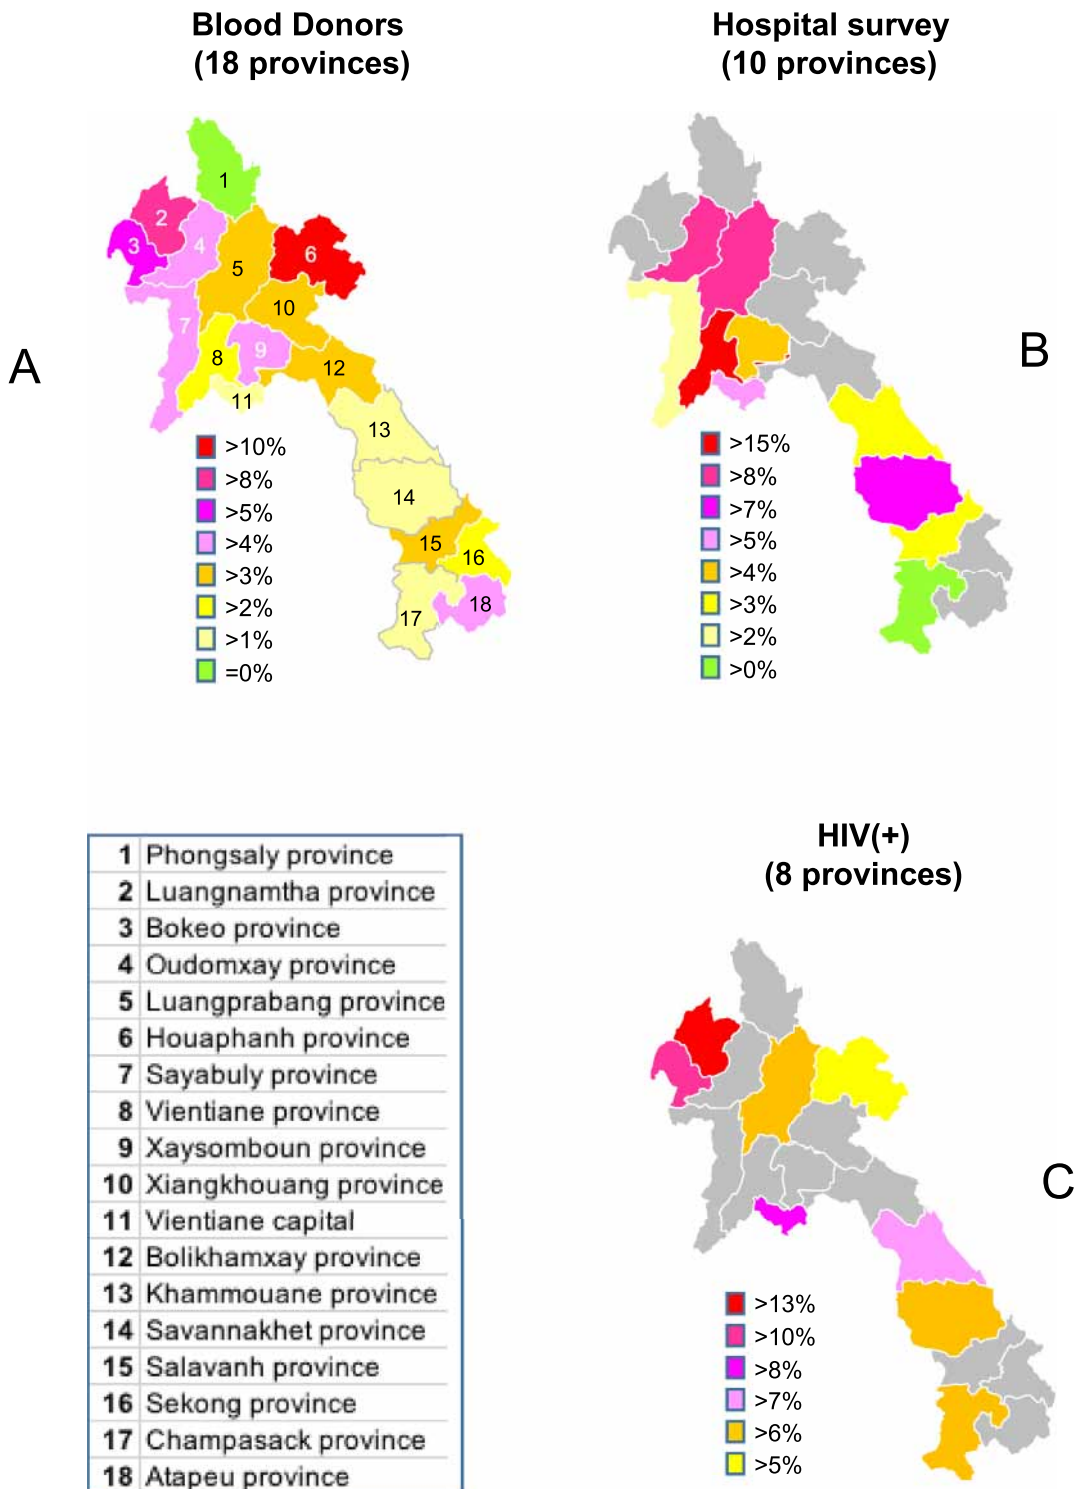 Blood Donors
(18 provinces)
Hospital survey
(10 provinces)
A
1
2
3
4
5
6
7
8
9
10
11
12
13
14
15
16
17
18
>10%
>8%
>5%
>4%
>3%
>2%
>1%
=0%
B
>15%
>8%
>7%
>5%
>4%
>3%
>2%
>0%
1 Phongsaly province
2 Luangnamtha province
3 Bokeo province
4 Oudomxay province
5 Luangprabang province
6 Houaphanh province
7 Sayabuly province
8 Vientiane province
9 Xaysomboun province
10 Xiangkhouang province
11 Vientiane capital
12 Bolikhamxay province
13 Khammouane province
14 Savannakhet province
15 Salavanh province
16 Sekong province
17 Champasack province
18 Atapeu province
HIV(+)
(8 provinces)
C
>13%
>10%
>8%
>7%
>6%
>5%